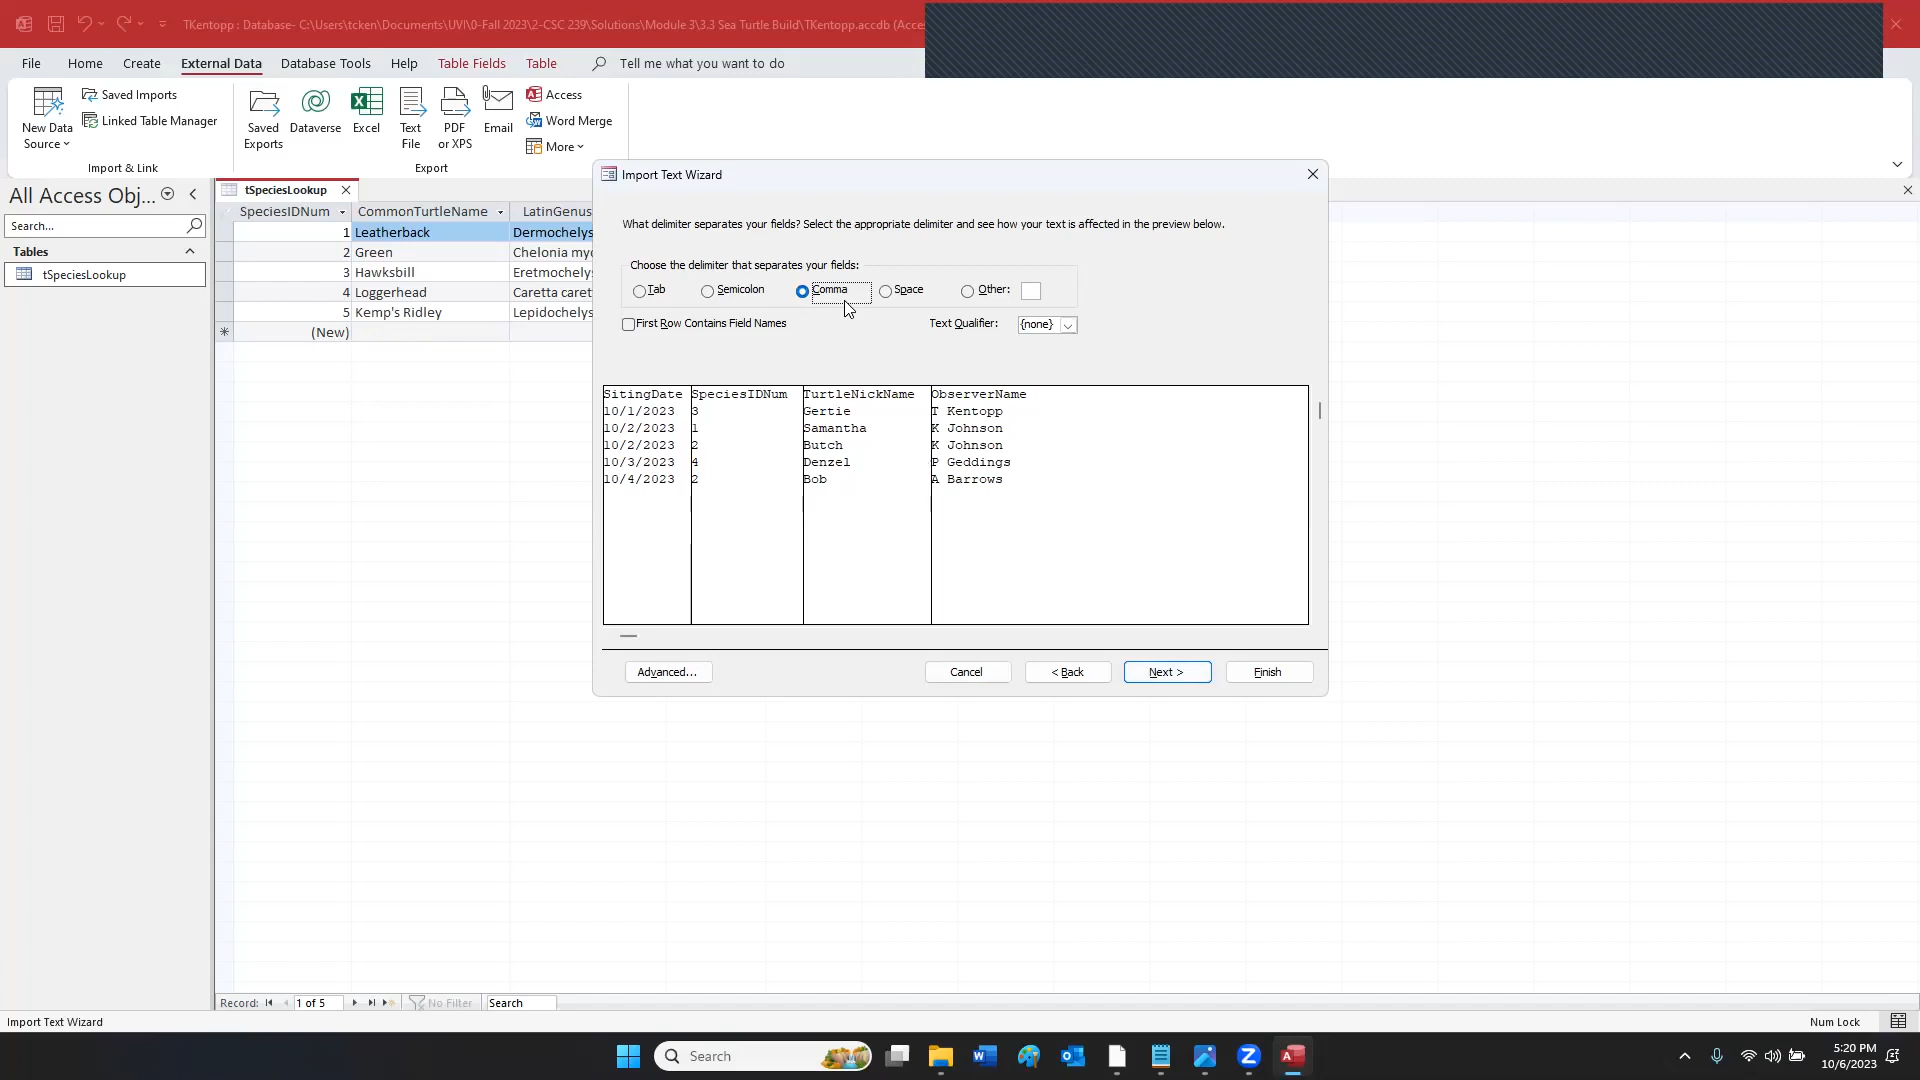 TKentopp : Database- C:\Users\tcken\Documents\UVI\0-Fall 2023\2-CSC 239\Solutions\Module 3\3.3 Sea Turtle Build\TKentopp.accdb (Acce
File Home Create External Data Database Tools Help Table Fields Table Tell me what you want to do
New Data Source
Saved Imports
Linked Table Manager
Saved Exports
Dataverse
Excel
Text File
PDF or XPS
Email
Access
Word Merge
More
Import & Link
Export
All Access Obj...
Search...
Tables
tSpeciesLookup
tSpeciesLookup
SpeciesIDNum CommonTurtleName LatinGenus
1 Leatherback Dermochelys
2 Green Chelonia myd
3 Hawksbill Eretmochelys
4 Loggerhead Caretta caret
5 Kemp's Ridley Lepidochelys
* (New)
Import Text Wizard
What delimiter separates your fields? Select the appropriate delimiter and see how your text is affected in the preview below.
Choose the delimiter that separates your fields:
Tab Semicolon Comma Space Other:
First Row Contains Field Names Text Qualifier: {none}
SitingDate SpeciesIDNum TurtleNickName ObserverName
10/1/2023 3 Gertie T Kentopp
10/2/2023 1 Samantha K Johnson
10/2/2023 2 Butch K Johnson
10/3/2023 4 Denzel P Geddings
10/4/2023 2 Bob A Barrows
Advanced... Cancel < Back Next > Finish
Record: 1 of 5 No Filter Search
Import Text Wizard Num Lock
Search
5:20 PM
10/6/2023